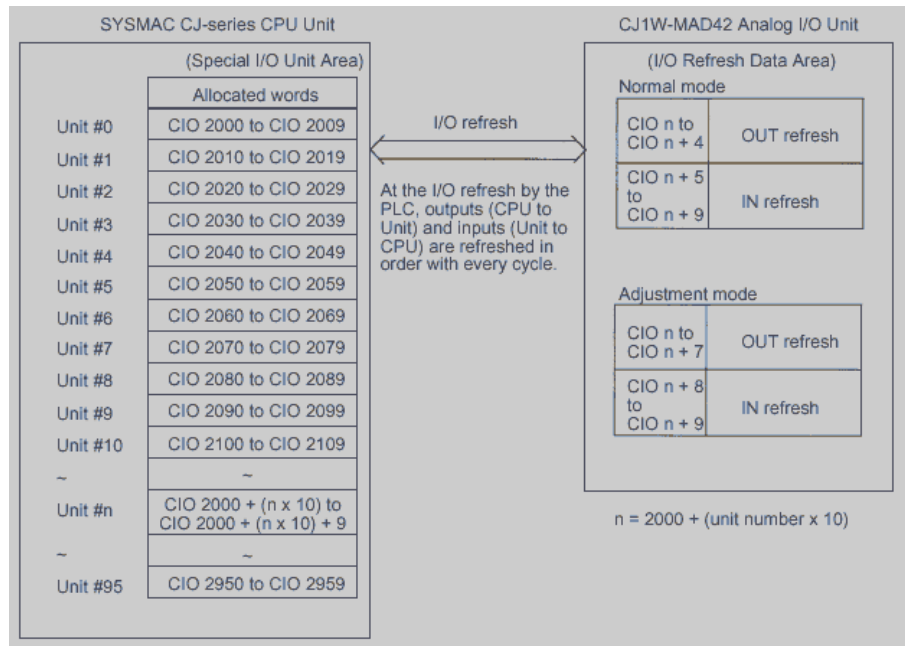 SYSMAC CJ-series CPU Unit
(Special I/O Unit Area)
Allocated words
Unit #0 CIO 2000 to CIO 2009
Unit #1 CIO 2010 to CIO 2019
Unit #2 CIO 2020 to CIO 2029
Unit #3 CIO 2030 to CIO 2039
Unit #4 CIO 2040 to CIO 2049
Unit #5 CIO 2050 to CIO 2059
Unit #6 CIO 2060 to CIO 2069
Unit #7 CIO 2070 to CIO 2079
Unit #8 CIO 2080 to CIO 2089
Unit #9 CIO 2090 to CIO 2099
Unit #10 CIO 2100 to CIO 2109
~ ~
Unit #n CIO 2000 + (n x 10) to
CIO 2000 + (n x 10) + 9
~ ~
Unit #95 CIO 2950 to CIO 2959
I/O refresh
At the I/O refresh by the
PLC, outputs (CPU to
Unit) and inputs (Unit to
CPU) are refreshed in
order with every cycle.
CJ1W-MAD42 Analog I/O Unit
(I/O Refresh Data Area)
Normal mode
CIO n to
CIO n + 4
OUT refresh
CIO n + 5
to
CIO n + 9
IN refresh
Adjustment mode
CIO n to
CIO n + 7
OUT refresh
CIO n + 8
to
CIO n + 9
IN refresh
n = 2000 + (unit number x 10)